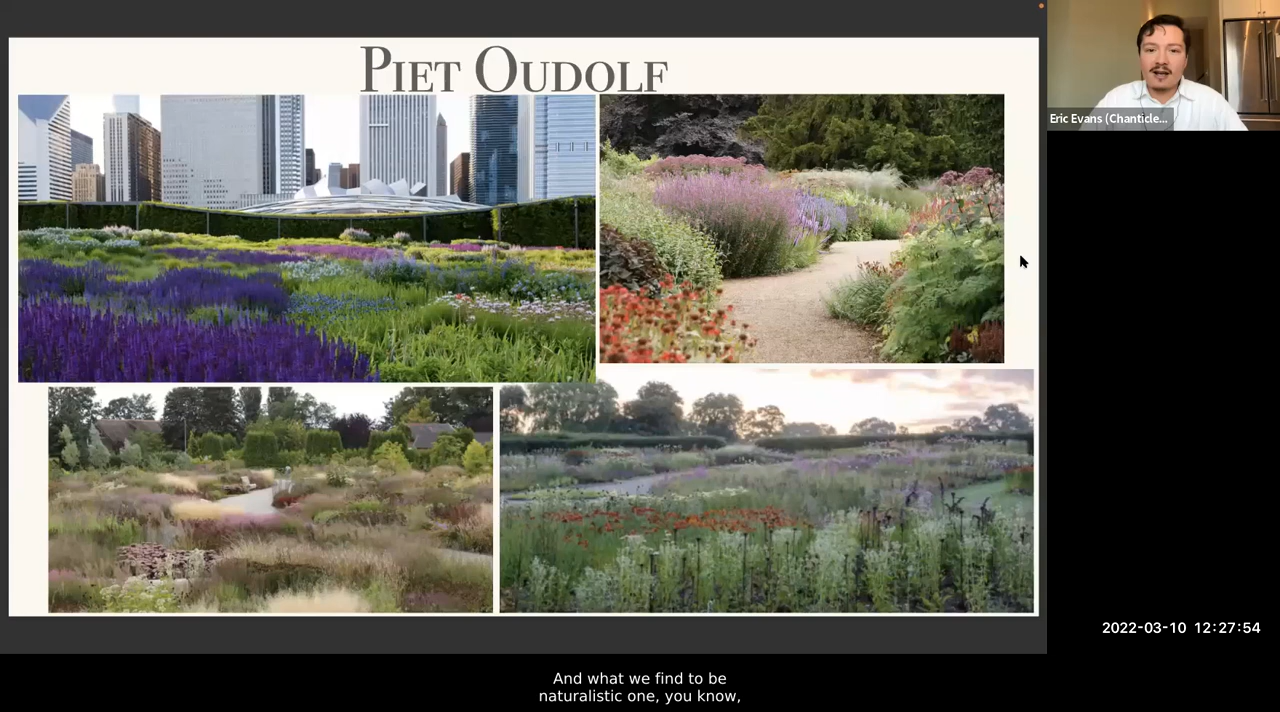 PIET OUDOLF
Eric Evans (Chanticle...
2022-03-10 12:27:54
And what we find to be
naturalistic one, you know,